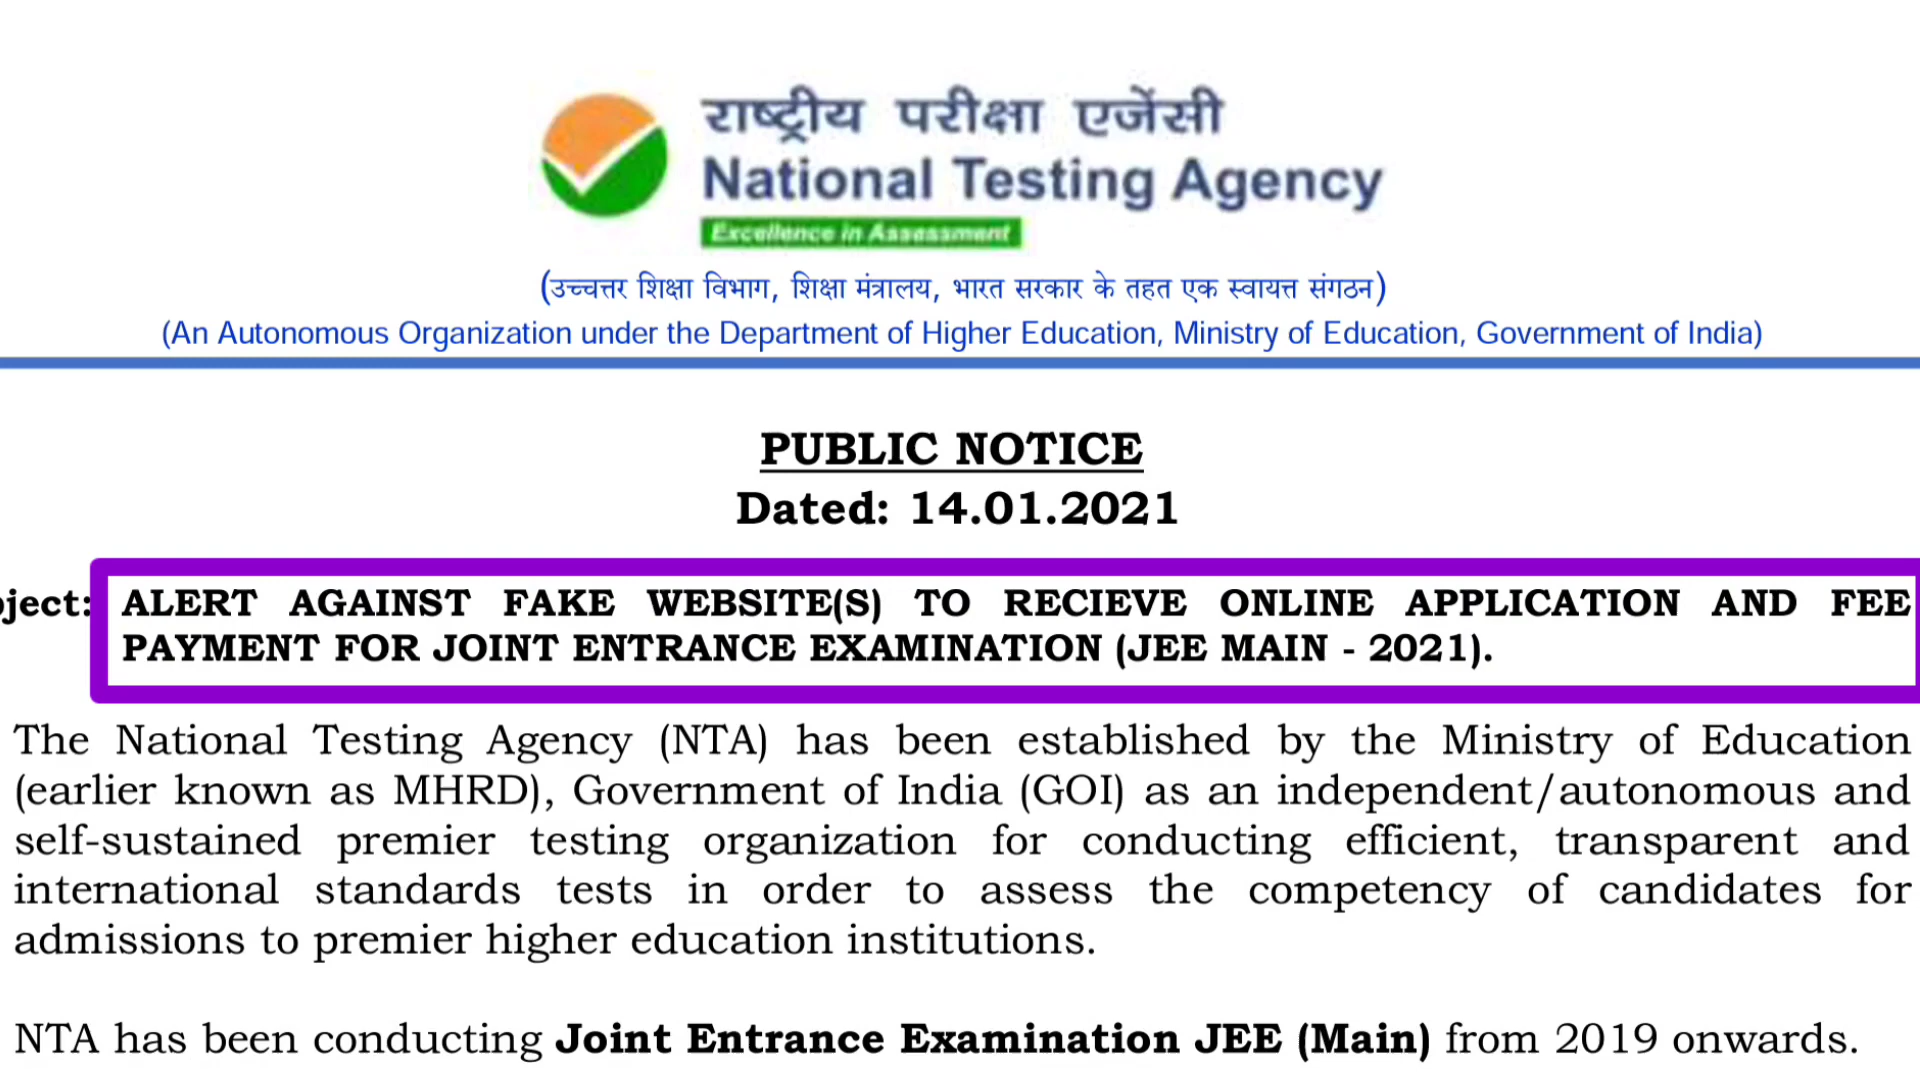 राष्ट्रीय परीक्षा एजेंसी
National Testing Agency
Excellence in Assessment
(उच्चत्तर शिक्षा विभाग, शिक्षा मंत्रालय, भारत सरकार के तहत एक स्वायत्त संगठन)
(An Autonomous Organization under the Department of Higher Education, Ministry of Education, Government of India)
PUBLIC NOTICE
Dated: 14.01.2021
ject: ALERT AGAINST FAKE WEBSITE(S) TO RECIEVE ONLINE APPLICATION AND FEE
PAYMENT FOR JOINT ENTRANCE EXAMINATION (JEE MAIN - 2021).
The National Testing Agency (NTA) has been established by the Ministry of Education
(earlier known as MHRD), Government of India (GOI) as an independent/autonomous and
self-sustained premier testing organization for conducting efficient, transparent and
international standards tests in order to assess the competency of candidates for
admissions to premier higher education institutions.
NTA has been conducting Joint Entrance Examination JEE (Main) from 2019 onwards.